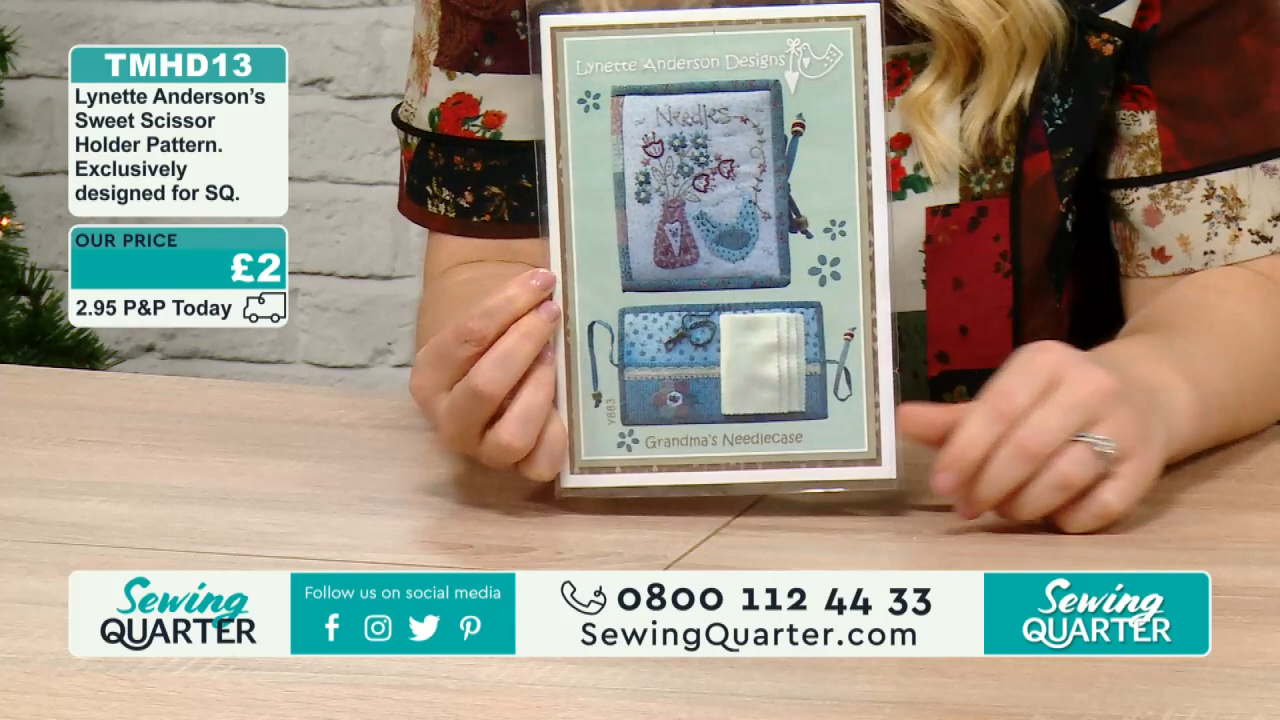 TMHD13
Lynette Anderson's
Sweet Scissor
Holder Pattern.
Exclusively
designed for SQ.
OUR PRICE
£2
2.95 P&P Today
Lynette Anderson Designs
Needles
Y883
Grandma's Needlecase
Sewing
QUARTER
Follow us on social media
0800 112 44 33
SewingQuarter.com
Sewing
QUARTER